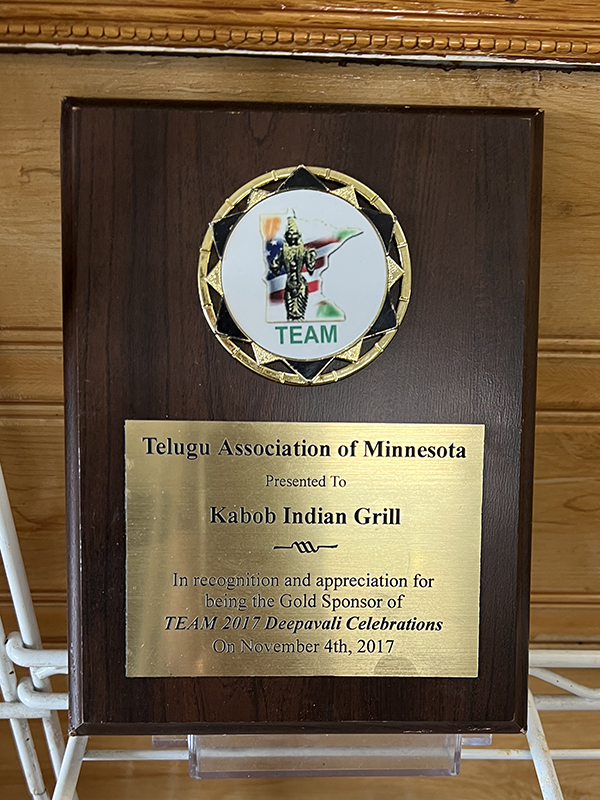 TEAM
Telugu Association of Minnesota
Presented To
Kabob Indian Grill
In recognition and appreciation for
being the Gold Sponsor of
TEAM 2017 Deepavali Celebrations
On November 4th, 2017